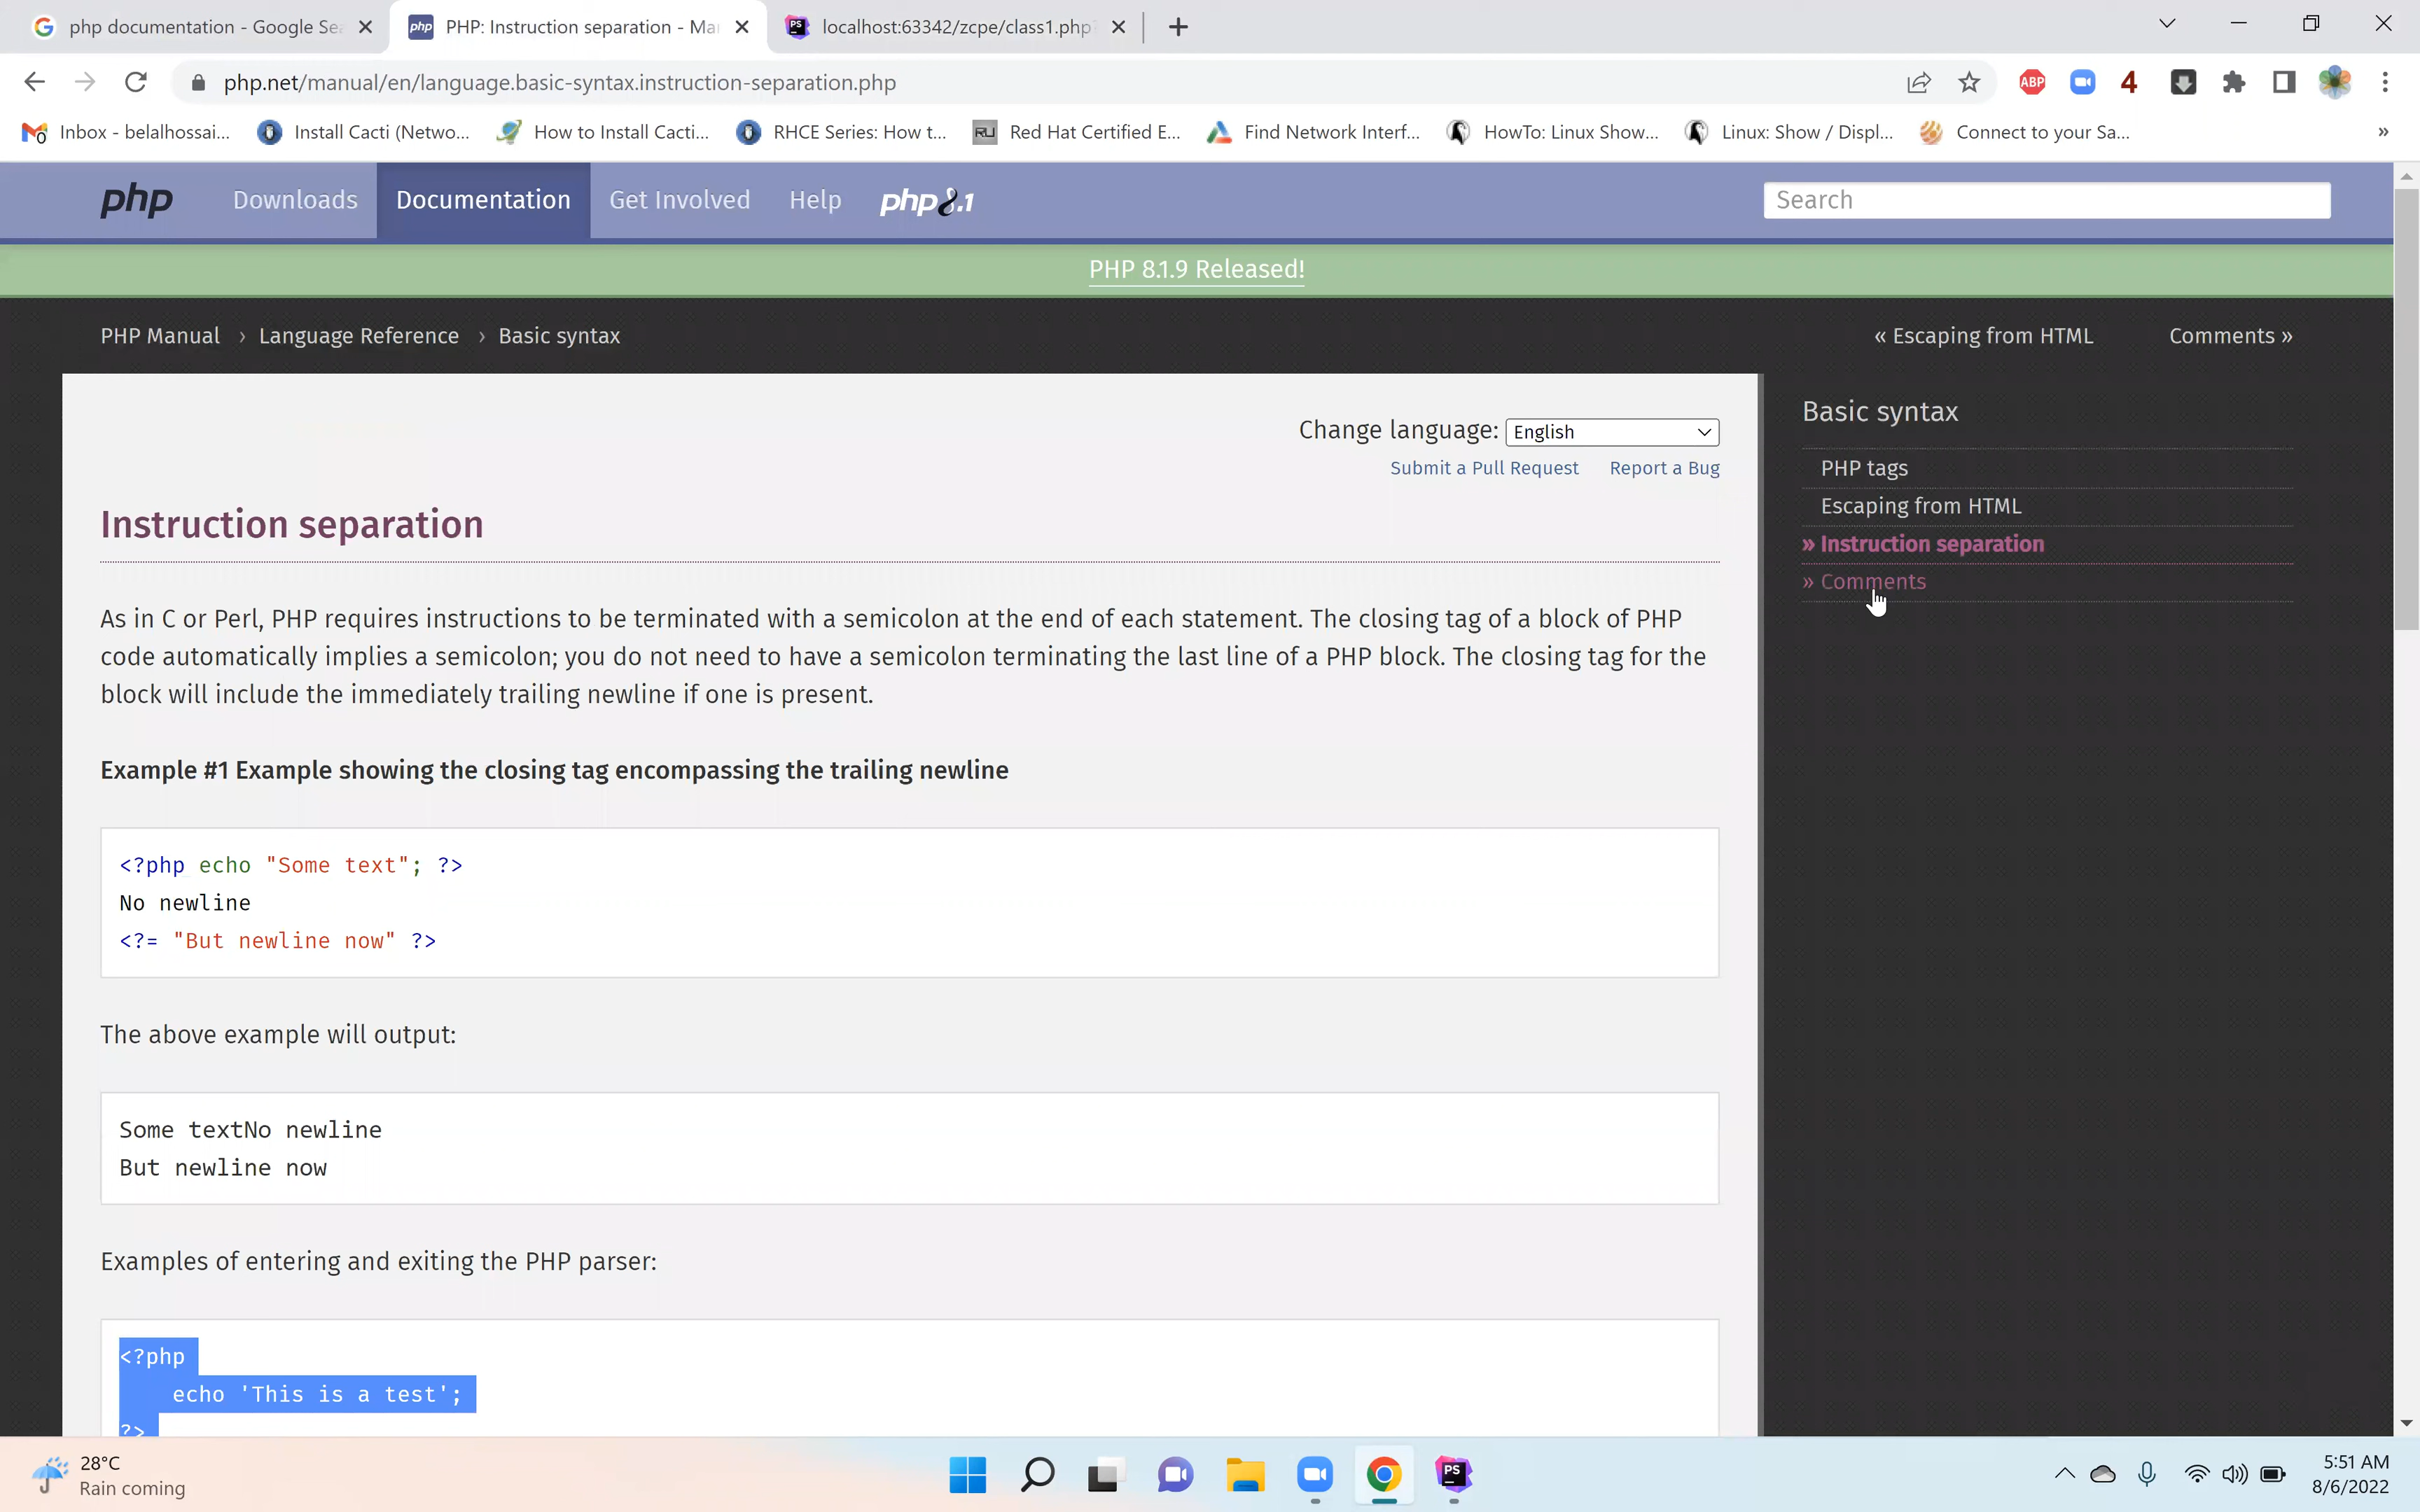 php documentation - Google Sea
PHP: Instruction separation - Ma
localhost:63342/zcpe/class1.php?
php.net/manual/en/language.basic-syntax.instruction-separation.php
ABP
4
Inbox - belalhossai...
Install Cacti (Netwo...
How to Install Cacti...
RHCE Series: How t...
Red Hat Certified E...
Find Network Interf...
HowTo: Linux Show...
Linux: Show / Displ...
Connect to your Sa...
»
php Downloads Documentation Get Involved Help php8.1 Search
PHP 8.1.9 Released!
PHP Manual › Language Reference › Basic syntax
« Escaping from HTML Comments »
Change language: English
Submit a Pull Request Report a Bug
Instruction separation
As in C or Perl, PHP requires instructions to be terminated with a semicolon at the end of each statement. The closing tag of a block of PHP
code automatically implies a semicolon; you do not need to have a semicolon terminating the last line of a PHP block. The closing tag for the
block will include the immediately trailing newline if one is present.
Example #1 Example showing the closing tag encompassing the trailing newline
<?php echo "Some text"; ?>
No newline
<?= "But newline now" ?>
The above example will output:
Some textNo newline
But newline now
Examples of entering and exiting the PHP parser:
<?php
echo 'This is a test';
?>
Basic syntax
PHP tags
Escaping from HTML
» Instruction separation
» Comments
28°C
Rain coming
PS
5:51 AM
8/6/2022